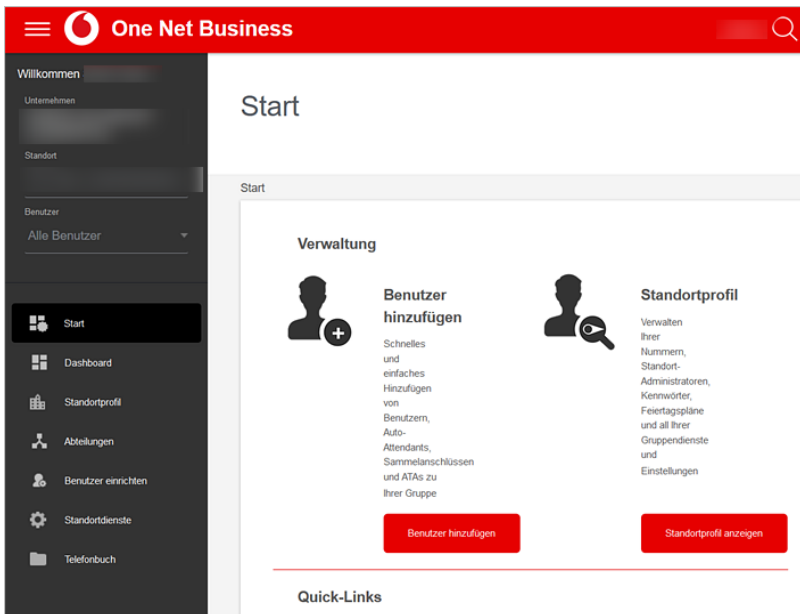 One Net Business
Willkommen
Unternehmen
Standort
Benutzer
Alle Benutzer
Start
Dashboard
Standortprofil
Abteilungen
Benutzer einrichten
Standortdienste
Telefonbuch
Start
Start
Verwaltung
Benutzer
hinzufügen
Schnelles
und
einfaches
Hinzufügen
von
Benutzern,
Auto-
Attendants,
Sammelanschlüssen
und ATAs zu
Ihrer Gruppe
Benutzer hinzufügen
Standortprofil
Verwalten
Ihrer
Nummern,
Standort-
Administratoren,
Kennwörter,
Feiertagspläne
und all Ihrer
Gruppendienste
und
Einstellungen
Standortprofil anzeigen
Quick-Links